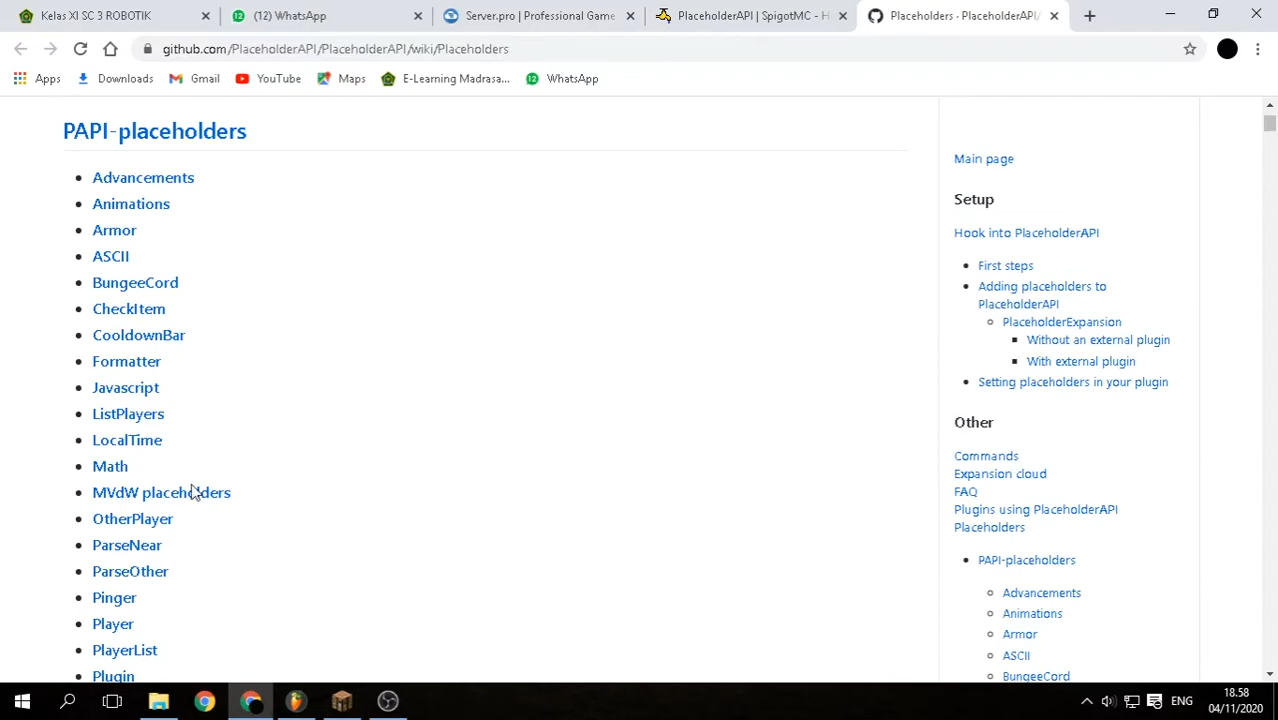 Kelas XI SC 3 ROBOTIK
(12) WhatsApp
Server.pro | Professional Game
PlaceholderAPI | SpigotMC - H
Placeholders · PlaceholderAPI/
github.com/PlaceholderAPI/PlaceholderAPI/wiki/Placeholders
Apps
Downloads
Gmail
YouTube
Maps
E-Learning Madrasa...
12
WhatsApp
PAPI-placeholders
Advancements
Animations
Armor
ASCII
BungeeCord
CheckItem
CooldownBar
Formatter
Javascript
ListPlayers
LocalTime
Math
MVdW placeholders
OtherPlayer
ParseNear
ParseOther
Pinger
Player
PlayerList
Plugin
Main page
Setup
Hook into PlaceholderAPI
First steps
Adding placeholders to
PlaceholderAPI
PlaceholderExpansion
Without an external plugin
With external plugin
Setting placeholders in your plugin
Other
Commands
Expansion cloud
FAQ
Plugins using PlaceholderAPI
Placeholders
PAPI-placeholders
Advancements
Animations
Armor
ASCII
BungeeCord
ENG
18.58
04/11/2020